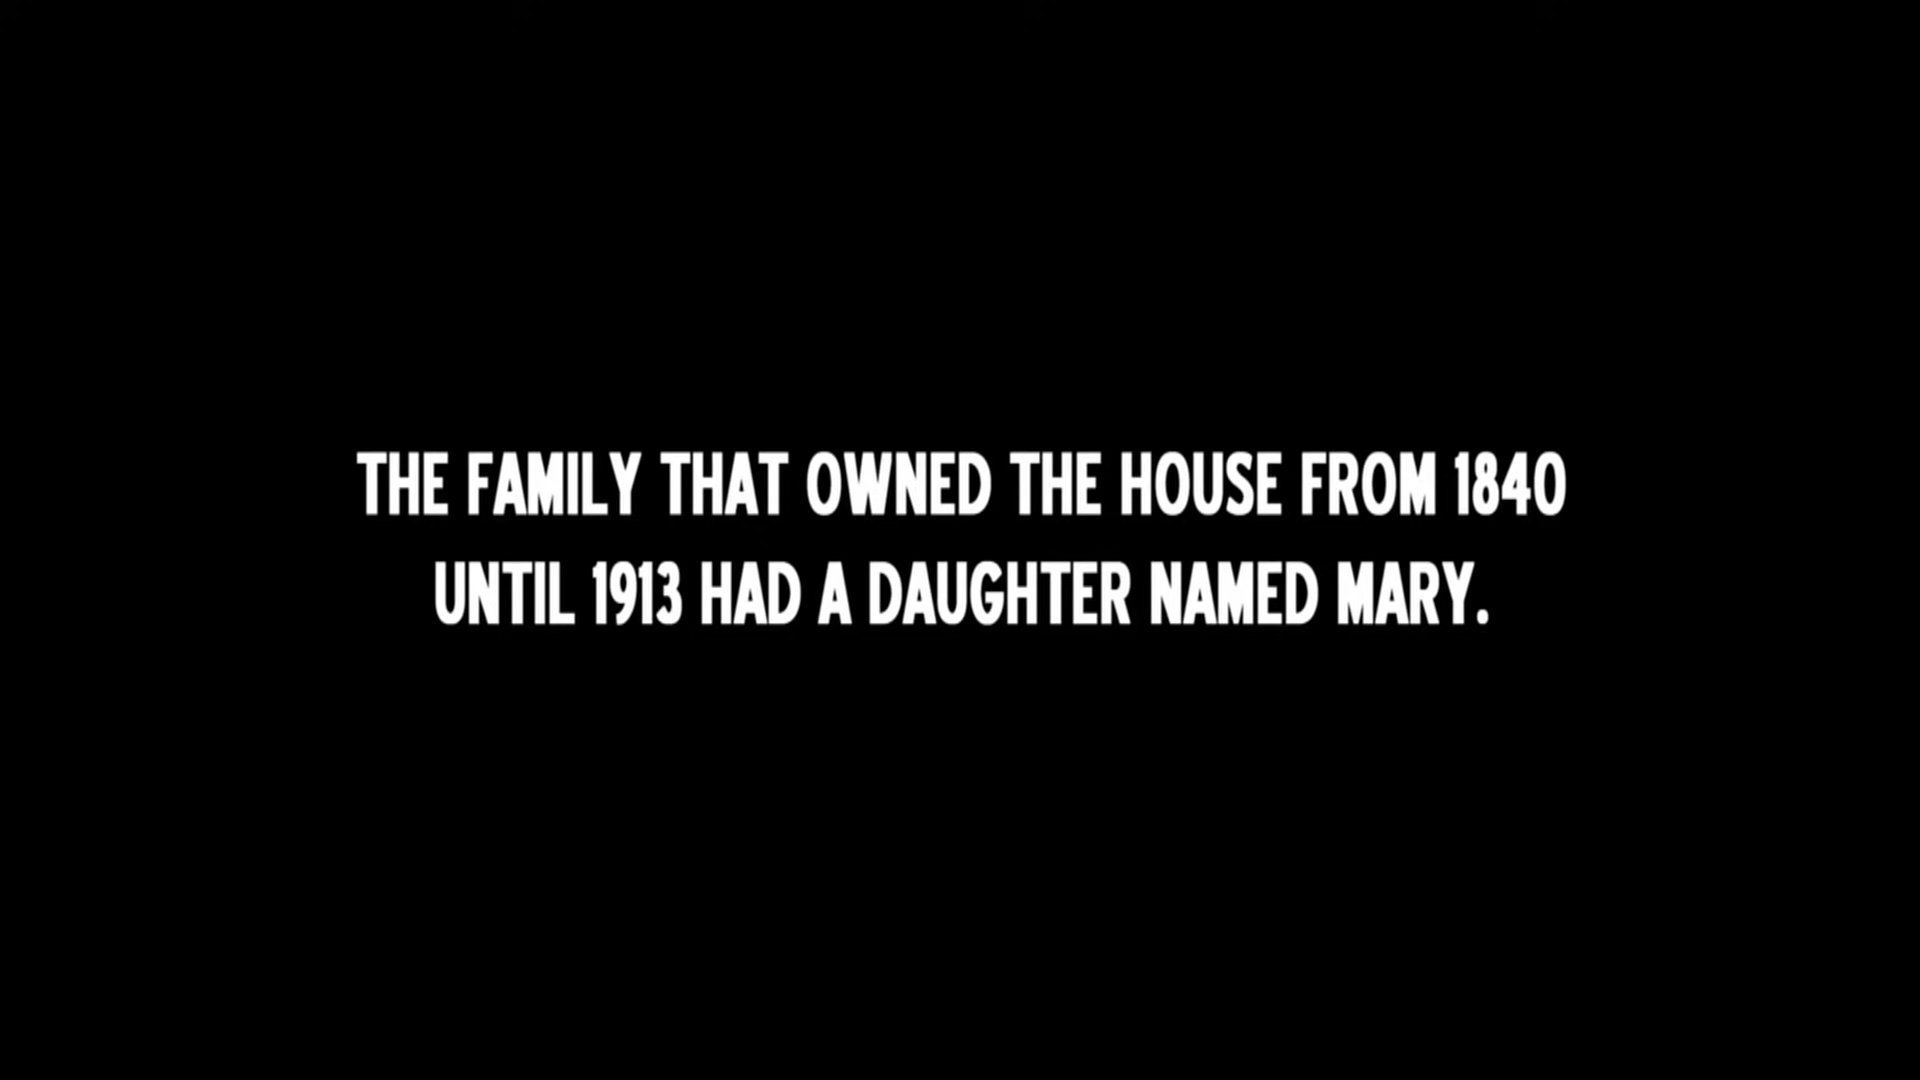 THE FAMILY THAT OWNED THE HOUSE FROM 1840
UNTIL 1913 HAD A DAUGHTER NAMED MARY.